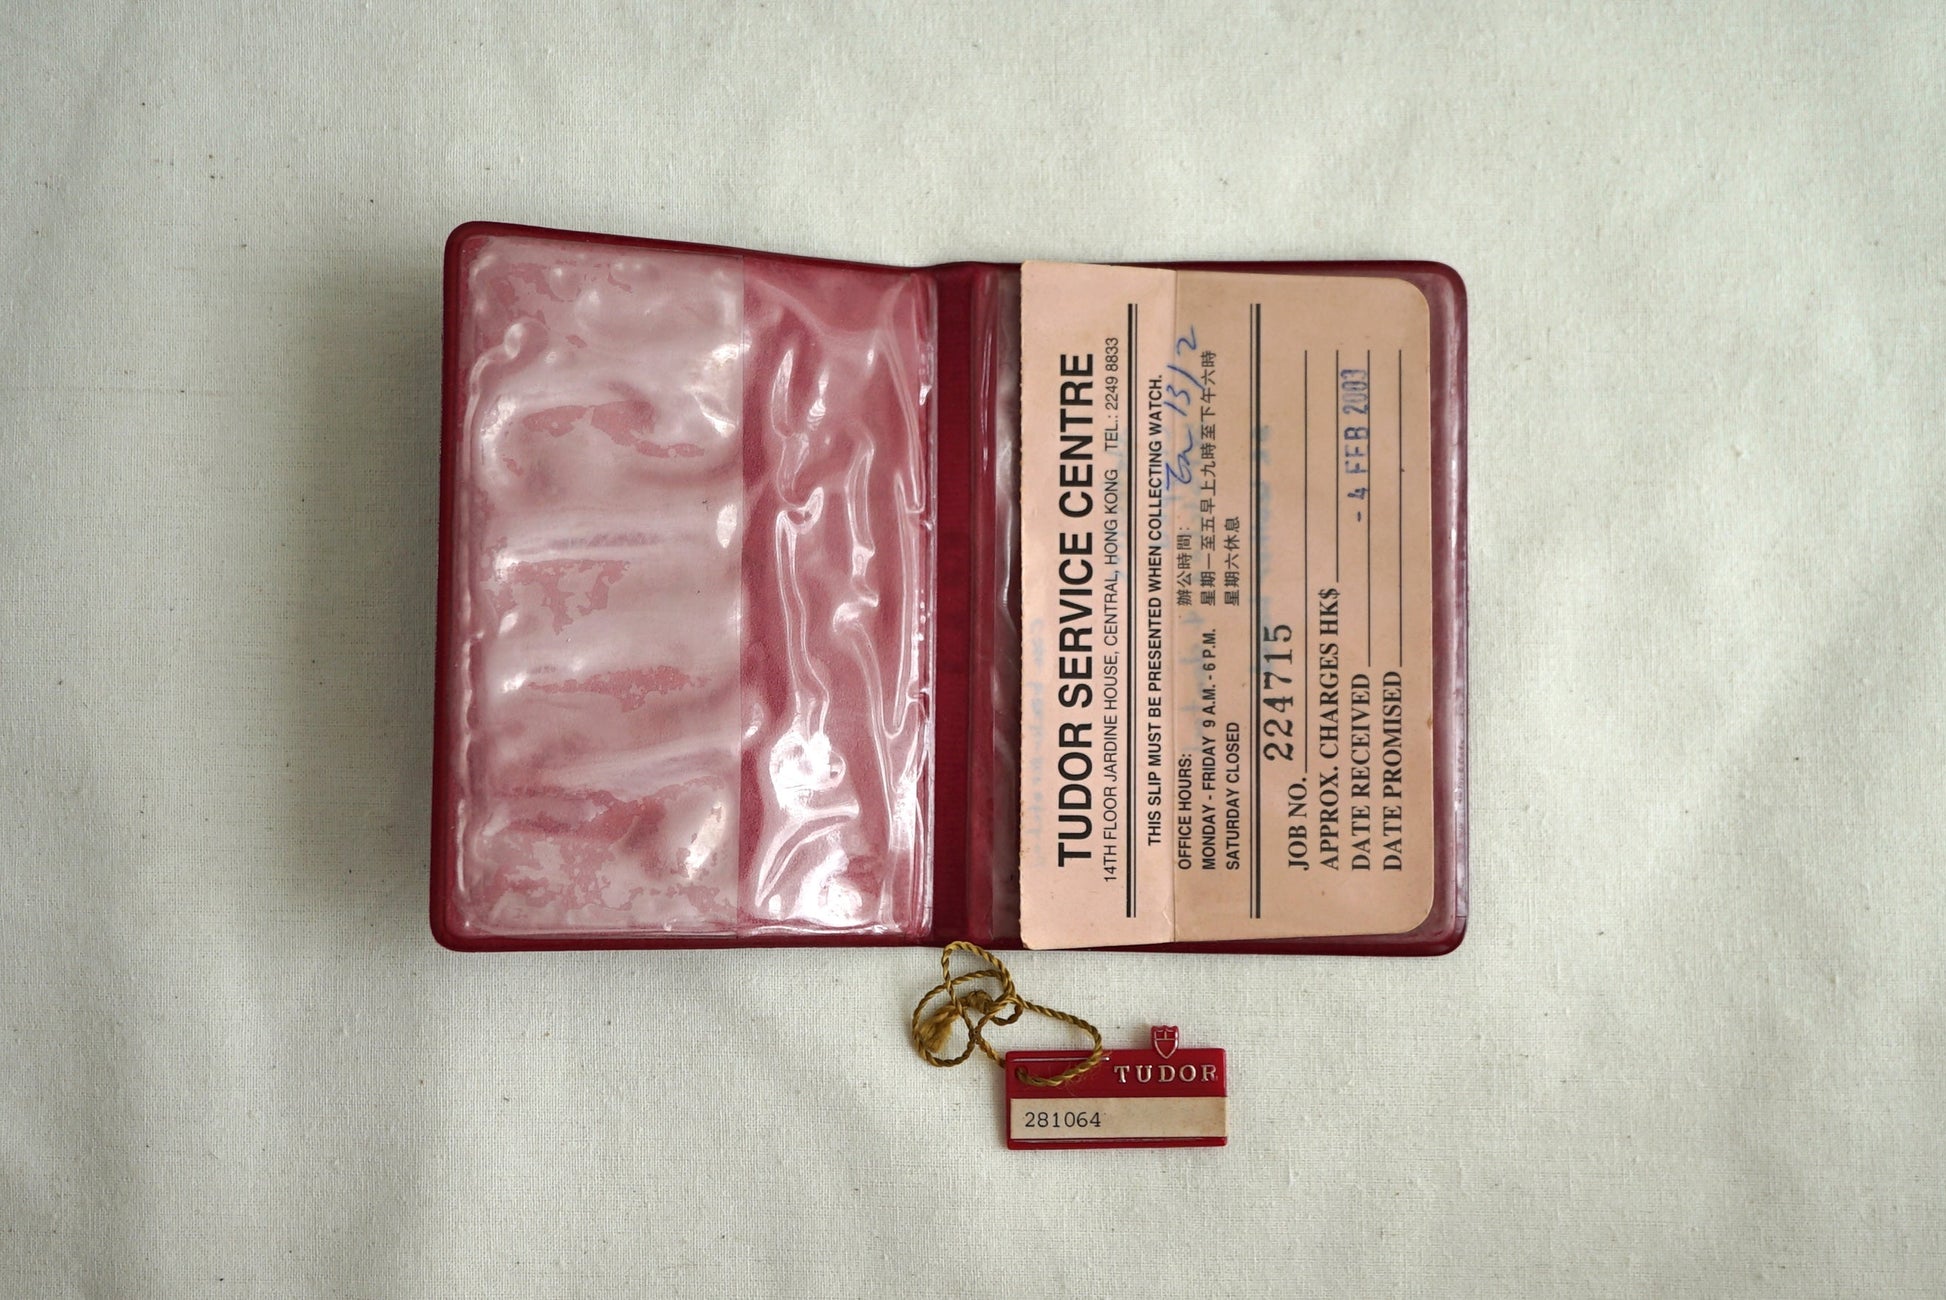 TUDOR SERVICE CENTRE
14TH FLOOR JARDINE HOUSE, CENTRAL, HONG KONG TEL.: 2249 8833
THIS SLIP MUST BE PRESENTED WHEN COLLECTING WATCH.
13/2
OFFICE HOURS: 辦公時間：
MONDAY - FRIDAY 9 A.M. - 6 P.M. 星期一至五早上九時至下午六時
SATURDAY CLOSED 星期六休息
JOB NO. 224715
APPROX. CHARGES HK$
DATE RECEIVED - 4 FEB 2003
DATE PROMISED
TUDOR
281064